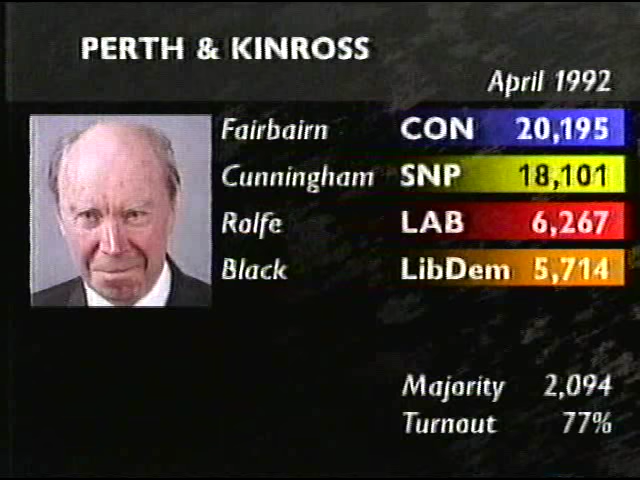 PERTH & KINROSS
April 1992
Fairbairn CON 20,195
Cunningham SNP 18,101
Rolfe LAB 6,267
Black LibDem 5,714
Majority 2,094
Turnout 77%